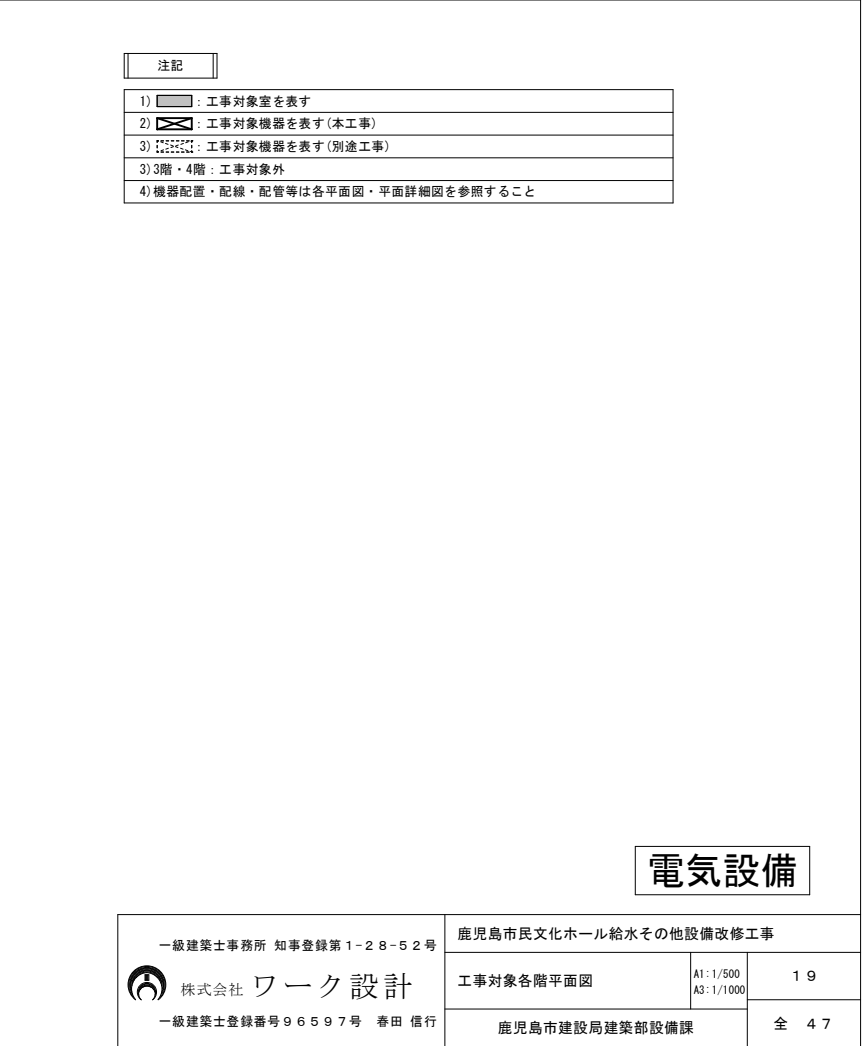 注記
1) : 工事対象室を表す
2) : 工事対象機器を表す(本工事)
3) : 工事対象機器を表す(別途工事)
3)3階・4階：工事対象外
4)機器配置・配線・配管等は各平面図・平面詳細図を参照すること
電気設備
一級建築士事務所 知事登録第1-28-52号
株式会社 ワーク設計
一級建築士登録番号96597号 春田 信行
鹿児島市民文化ホール給水その他設備改修工事
工事対象各階平面図
A1:1/500
A3:1/1000
19
鹿児島市建設局建築部設備課
全 47